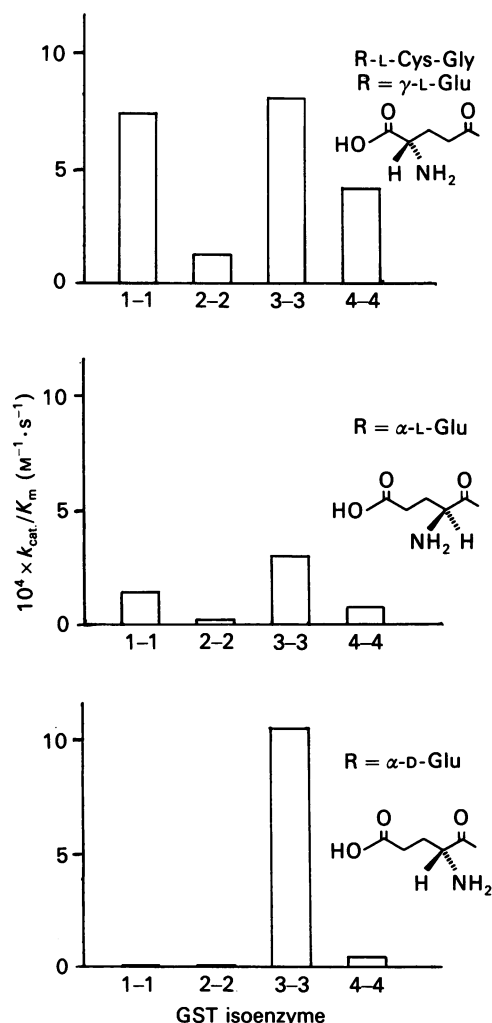 10
R-L-Cys-Gly
R = γ-L-Glu
O
O
HO
H NH₂
5
0
1–1 2–2 3–3 4–4
10⁴ × k_cat./K_m (M⁻¹·s⁻¹)
10
R = α-L-Glu
O O
HO
NH₂ H
5
0
1–1 2–2 3–3 4–4
10
R = α-D-Glu
O O
HO
H NH₂
5
0
1–1 2–2 3–3 4–4
GST isoenzyme